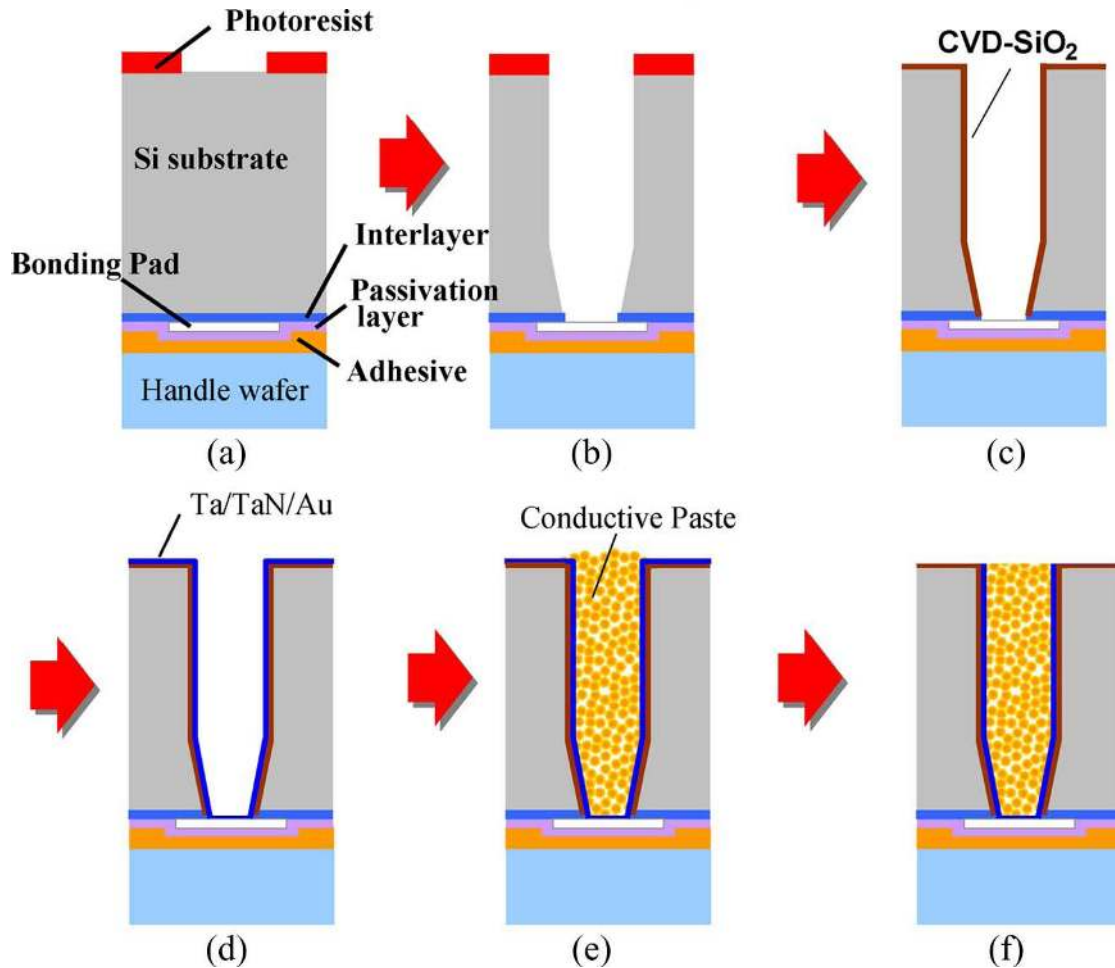 Photoresist
CVD-SiO₂
Si substrate
Interlayer
Bonding Pad
Passivation
layer
Adhesive
Handle wafer
(a)
(b)
(c)
Ta/TaN/Au
Conductive Paste
(d)
(e)
(f)